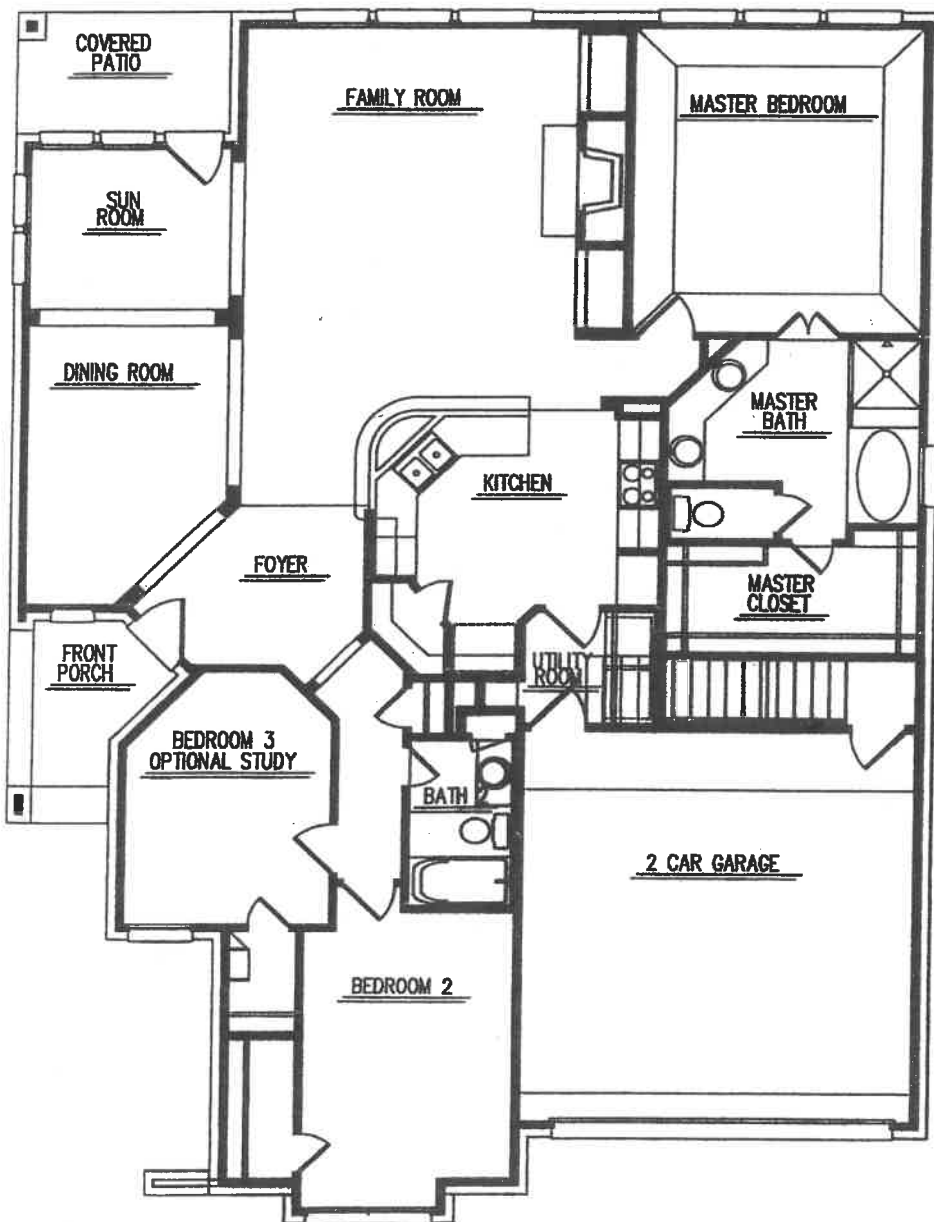 COVERED
PATIO
FAMILY ROOM
MASTER BEDROOM
SUN
ROOM
DINING ROOM
MASTER
BATH
KITCHEN
FOYER
MASTER
CLOSET
FRONT
PORCH
UTILITY
ROOM
BEDROOM 3
OPTIONAL STUDY
BATH 2
2 CAR GARAGE
BEDROOM 2